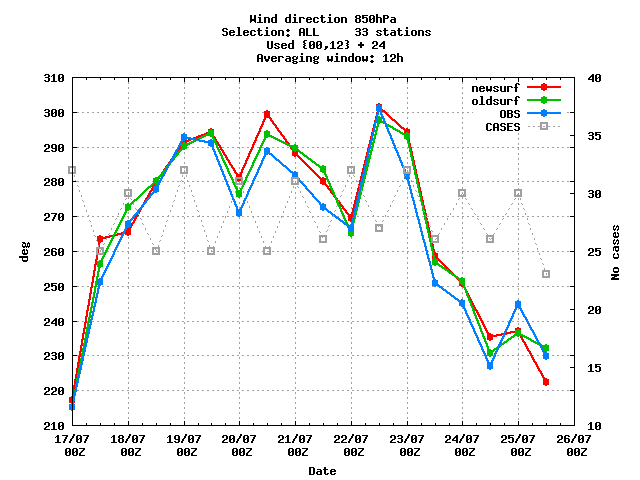 Wind direction 850hPa
Selection: ALL     33 stations
Used {00,12} + 24
Averaging window: 12h
newsurf
oldsurf
OBS
CASES
310
300
290
280
270
260
250
240
230
220
210
deg
40
35
30
25
20
15
10
No cases
17/07 18/07 19/07 20/07 21/07 22/07 23/07 24/07 25/07 26/07
00Z 00Z 00Z 00Z 00Z 00Z 00Z 00Z 00Z 00Z
Date